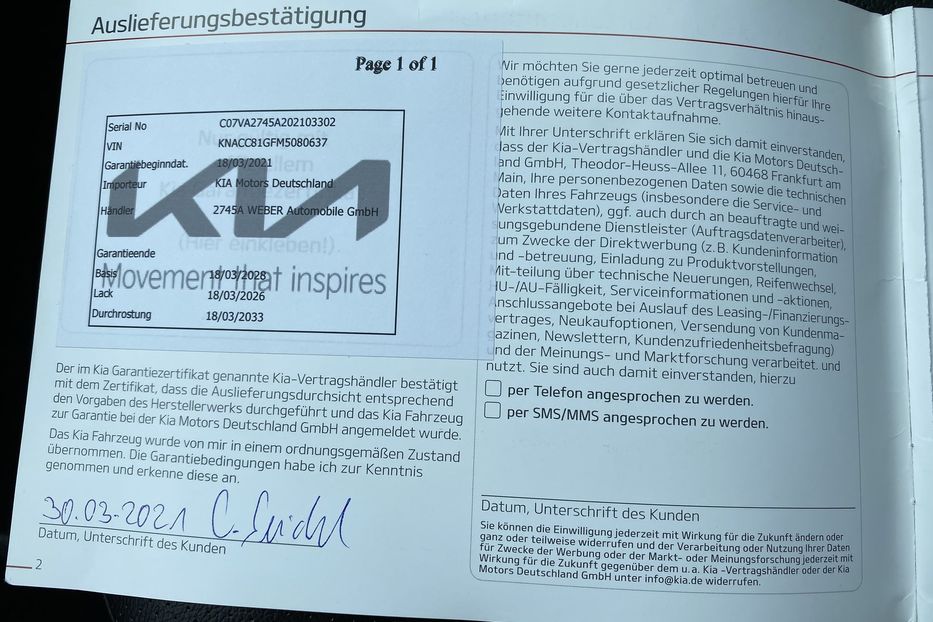 Auslieferungsbestätigung
Page 1 of 1
Serial No C07VA2745A202103302
VIN KNACC81GFM5080637
Garantiebeginndat. 18/03/2021
Importeur KIA Motors Deutschland
Händler 2745A WEBER Automobile GmbH
KIA
(Hier einkleben!).
Garantieende
Basis 18/03/2028
Movement that inspires
Lack 18/03/2026
Durchrostung 18/03/2033
Der im Kia Garantiezertifikat genannte Kia-Vertragshändler bestätigt
mit dem Zertifikat, dass die Auslieferungsdurchsicht entsprechend
den Vorgaben des Herstellerwerks durchgeführt und das Kia Fahrzeug
zur Garantie bei der Kia Motors Deutschland GmbH angemeldet wurde.
Das Kia Fahrzeug wurde von mir in einem ordnungsgemäßen Zustand
übernommen. Die Garantiebedingungen habe ich zur Kenntnis
genommen und erkenne diese an.
30.03.2021
Datum, Unterschrift des Kunden
2
Wir möchten Sie gerne jederzeit optimal betreuen und
benötigen aufgrund gesetzlicher Regelungen hierfür Ihre
Einwilligung für die über das Vertragsverhältnis hinaus-
gehende weitere Kontaktaufnahme.
Mit Ihrer Unterschrift erklären Sie sich damit einverstanden,
dass der Kia-Vertragshändler und die Kia Motors Deutsch-
land GmbH, Theodor-Heuss-Allee 11, 60468 Frankfurt am
Main, Ihre personenbezogenen Daten sowie die technischen
Daten Ihres Fahrzeugs (insbesondere die Service- und
Werkstattdaten), ggf. auch durch an beauftragte und wei-
sungsgebundene Dienstleister (Auftragsdatenverarbeiter),
zum Zwecke der Direktwerbung (z.B. Kundeninformation
und -betreuung, Einladung zu Produktvorstellungen,
Mit-teilung über technische Neuerungen, Reifenwechsel,
HU-/AU-Fälligkeit, Serviceinformationen und -aktionen,
Anschlussangebote bei Auslauf des Leasing-/Finanzierungs-
vertrages, Neukaufoptionen, Versendung von Kundenma-
gazinen, Newslettern, Kundenzufriedenheitsbefragung)
und der Meinungs- und Marktforschung verarbeitet. und
nutzt. Sie sind auch damit einverstanden, hierzu
per Telefon angesprochen zu werden.
per SMS/MMS angesprochen zu werden.
Datum, Unterschrift des Kunden
Sie können die Einwilligung jederzeit mit Wirkung für die Zukunft ändern oder
ganz oder teilweise widerrufen und der Verarbeitung oder Nutzung Ihrer Daten
für Zwecke der Werbung oder der Markt- oder Meinungsforschung jederzeit mit
Wirkung für die Zukunft gegenüber dem u. a. Kia -Vertragshändler oder der Kia
Motors Deutschland GmbH unter info@kia.de widerrufen.